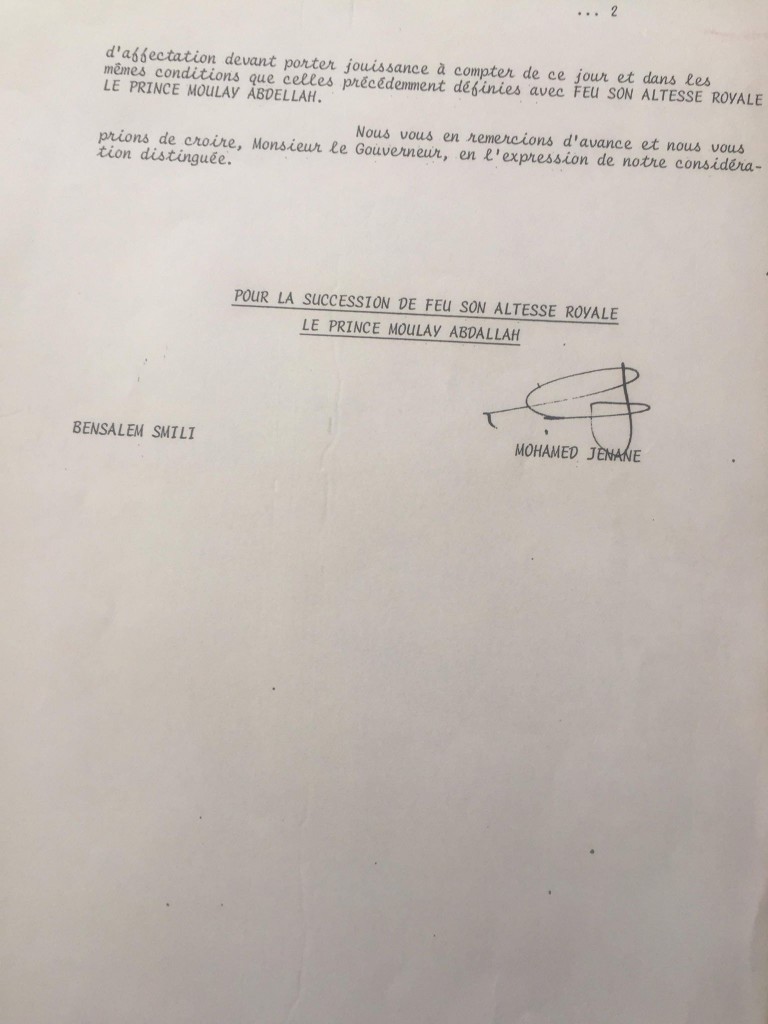 ... 2
d'affectation devant porter jouissance à compter de ce jour et dans les
mêmes conditions que celles précédemment définies avec FEU SON ALTESSE ROYALE
LE PRINCE MOULAY ABDELLAH.
Nous vous en remercions d'avance et nous vous
prions de croire, Monsieur le Gouverneur, en l'expression de notre considéra-
tion distinguée.
POUR LA SUCCESSION DE FEU SON ALTESSE ROYALE
LE PRINCE MOULAY ABDALLAH
BENSALEM SMILI
MOHAMED JENANE